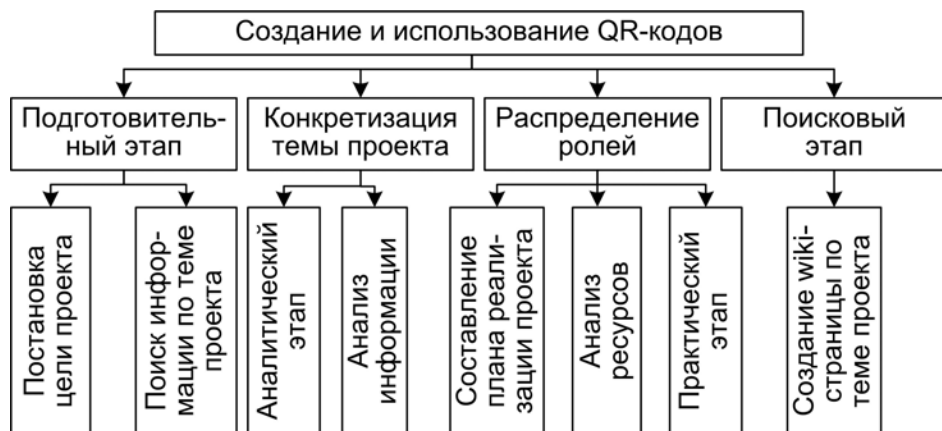 Создание и использование QR-кодов
Подготовитель-
ный этап
Конкретизация
темы проекта
Распределение
ролей
Поисковый
этап
Постановка
цели проекта
Поиск инфор-
мации по теме
проекта
Аналитический
этап
Анализ
информации
Составление
плана реали-
зации проекта
Анализ
ресурсов
Практический
этап
Создание wiki-
страницы по
теме проекта